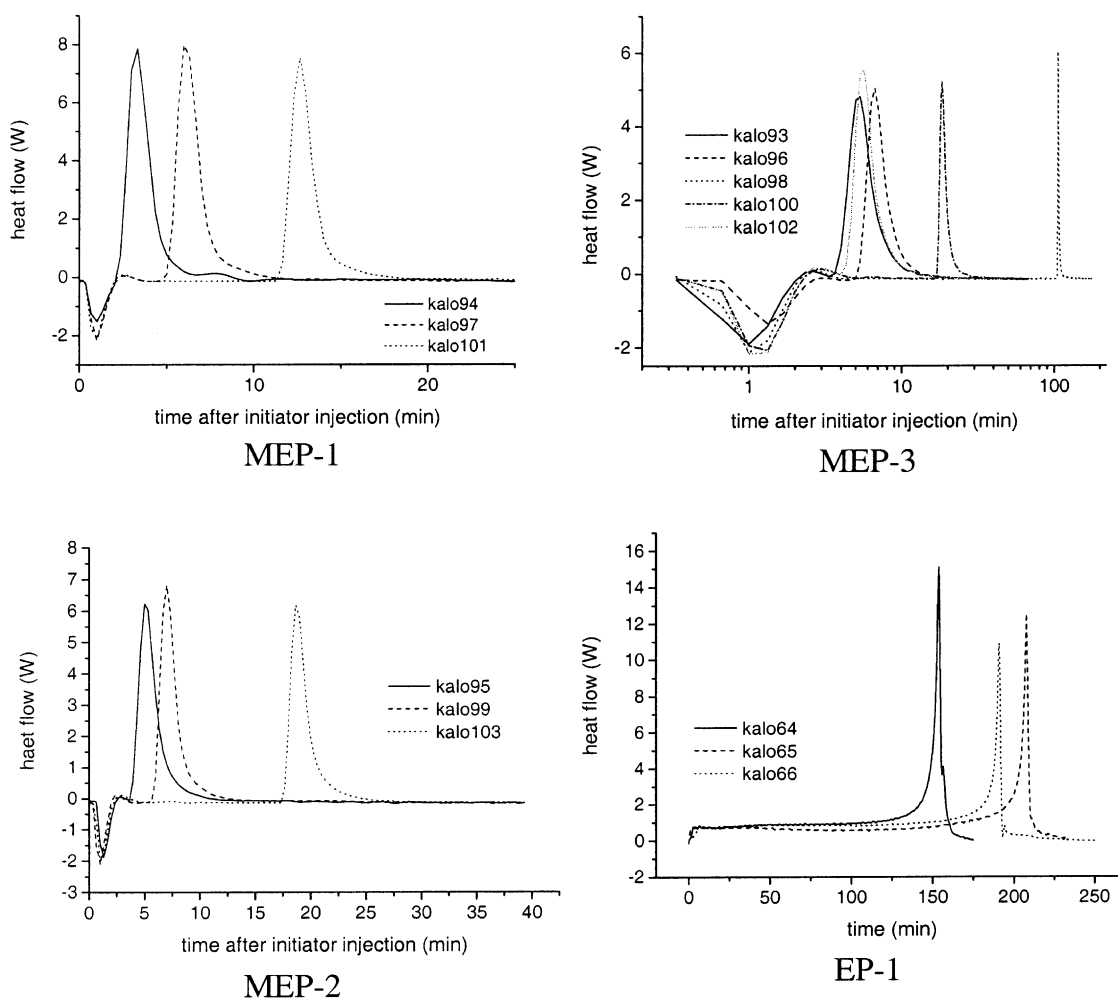 8
6
4
2
0
-2
heat flow (W)
kalo94
kalo97
kalo101
0 10 20
time after initiator injection (min)
MEP-1
6
4
2
0
-2
heat flow (W)
kalo93
kalo96
kalo98
kalo100
kalo102
1 10 100
time after initiator injection (min)
MEP-3
8
7
6
5
4
3
2
1
0
-1
-2
-3
haet flow (W)
kalo95
kalo99
kalo103
0 5 10 15 20 25 30 35 40
time after initiator injection (min)
MEP-2
16
14
12
10
8
6
4
2
0
-2
heat flow (W)
kalo64
kalo65
kalo66
0 50 100 150 200 250
time (min)
EP-1